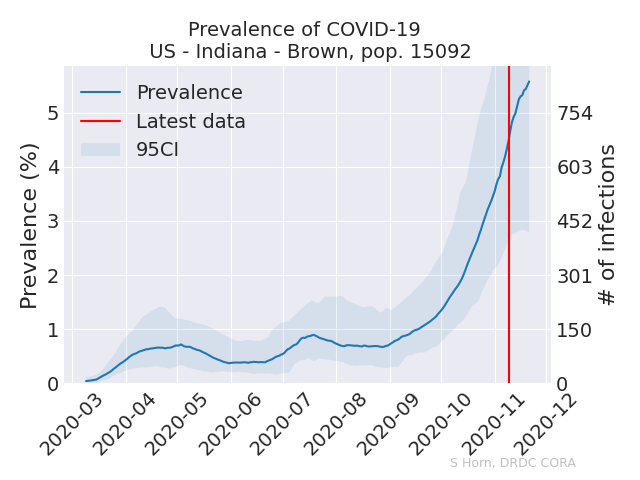 Prevalence of COVID-19
US - Indiana - Brown, pop. 15092
Prevalence
Latest data
95CI
Prevalence (%)
5
4
3
2
1
0
754
603
452
301
150
0
# of infections
2020-03
2020-04
2020-05
2020-06
2020-07
2020-08
2020-09
2020-10
2020-11
2020-12
S Horn, DRDC CORA